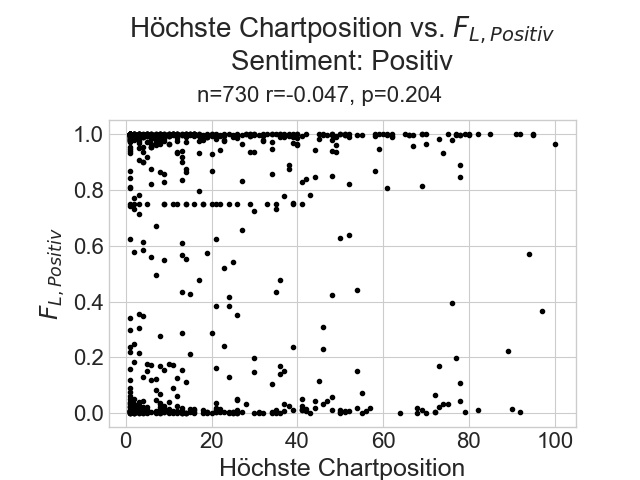 Höchste Chartposition vs. F_{L, Positiv}
Sentiment: Positiv
n=730 r=-0.047, p=0.204
1.0
0.8
0.6
0.4
0.2
0.0
F_{L, Positiv}
0 20 40 60 80 100
Höchste Chartposition